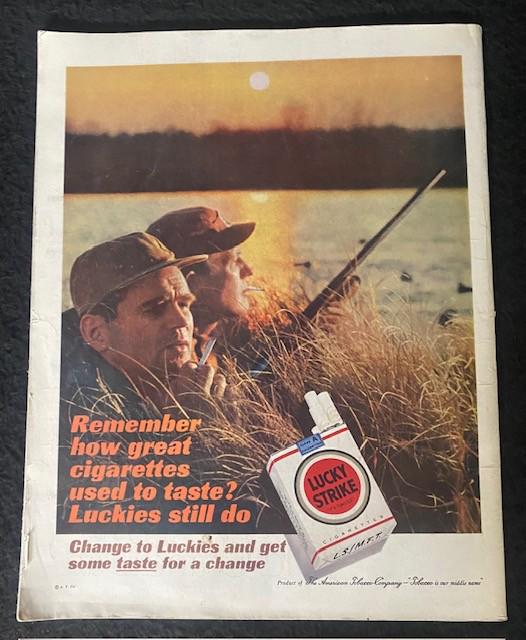 Remember
how great
cigarettes
used to taste?
Luckies still do
CLASS A
LUCKY
STRIKE
CIGARETTES
L.S./M.F.T.
Change to Luckies and get
some taste for a change
Product of The American Tobacco Company - "Tobacco is our middle name"